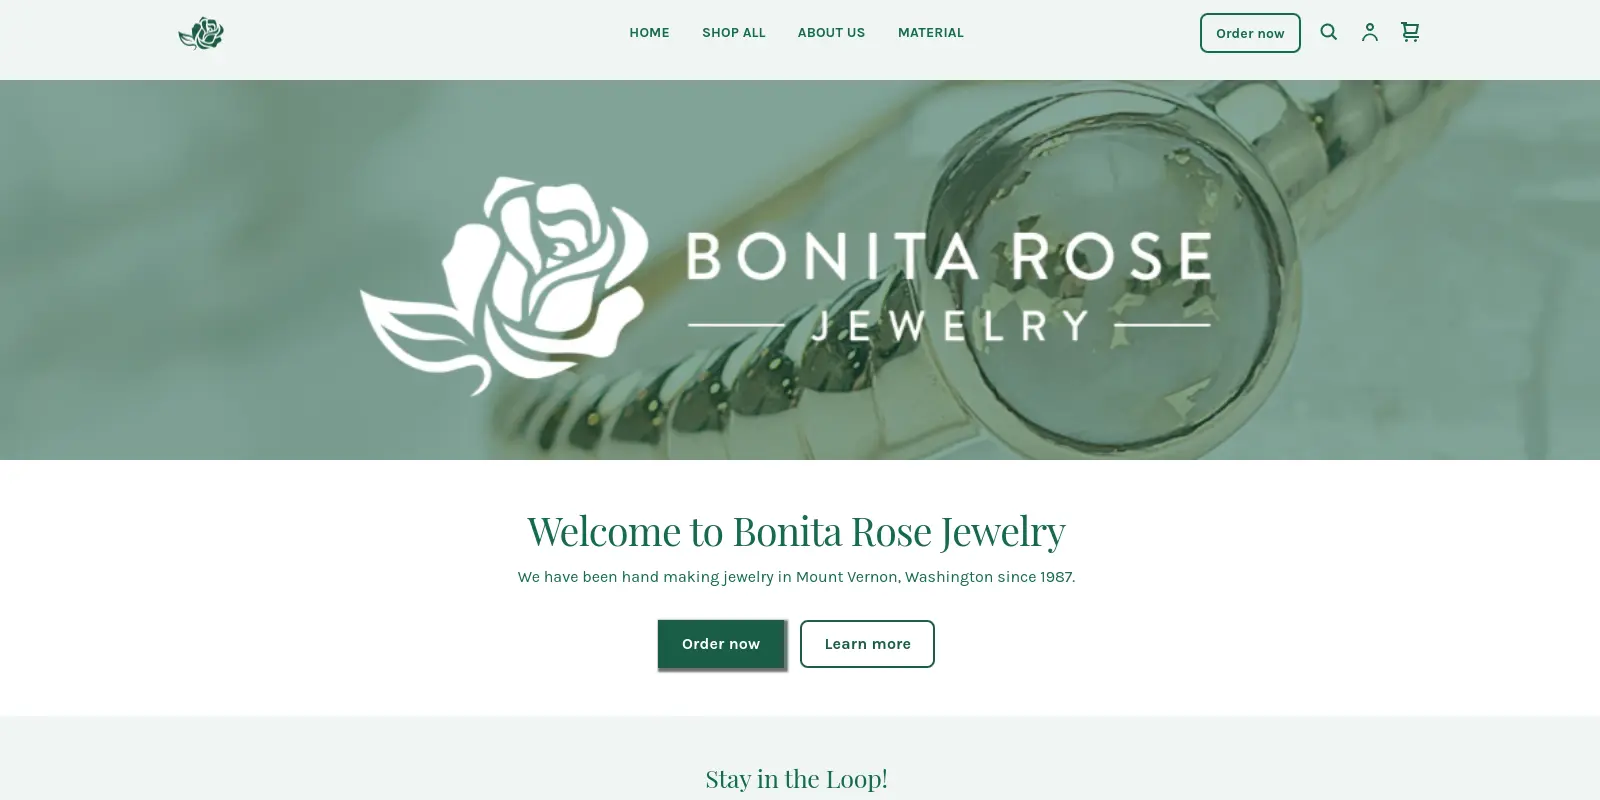 HOME SHOP ALL ABOUT US MATERIAL Order now
BONITA ROSE
JEWELRY
Welcome to Bonita Rose Jewelry
We have been hand making jewelry in Mount Vernon, Washington since 1987.
Order now Learn more
Stay in the Loop!